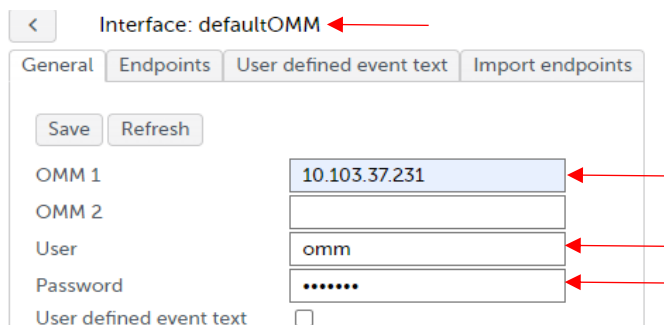 < Interface: defaultOMM
General Endpoints User defined event text Import endpoints
Save Refresh
OMM 1 10.103.37.231
OMM 2
User omm
Password •••••••
User defined event text